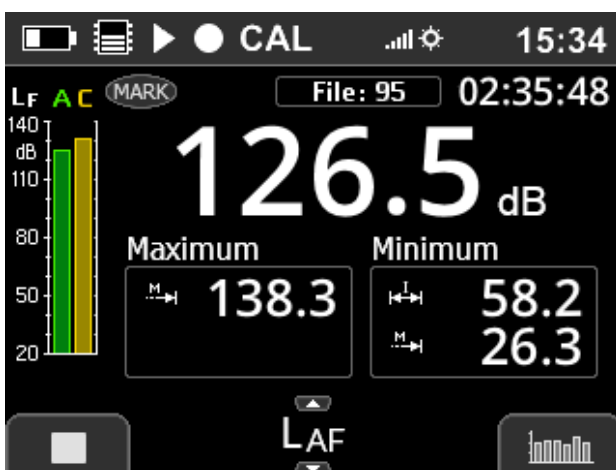 CAL 15:34
LF A C MARK File: 95 02:35:48
140
dB
110
80
50
20
126.5 dB
Maximum Minimum
M 138.3 I 58.2
M 26.3
LAF